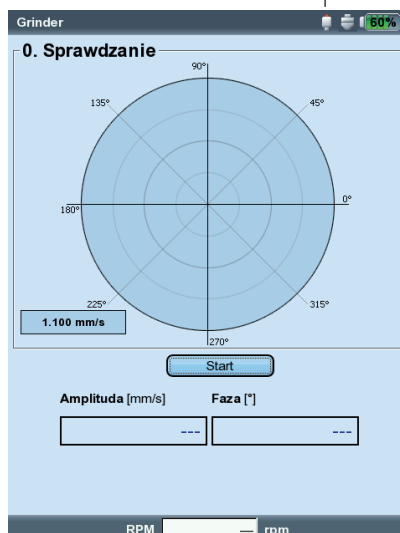 Grinder 60%
0. Sprawdzanie
90°
135° 45°
180° 0°
225° 315°
1.100 mm/s
270°
Start
Amplituda [mm/s] Faza [°]
--- ---
RPM — rpm